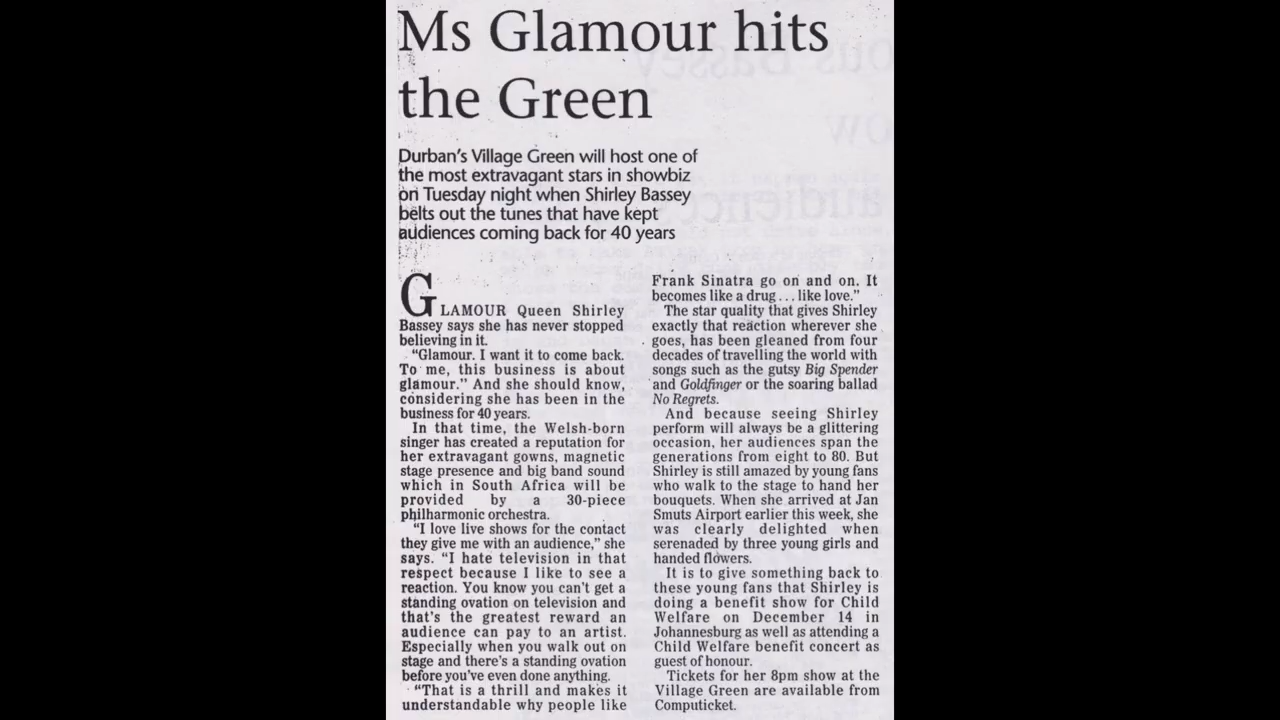 Ms Glamour hits
the Green
Durban's Village Green will host one of
the most extravagant stars in showbiz
on Tuesday night when Shirley Bassey
belts out the tunes that have kept
audiences coming back for 40 years
GLAMOUR Queen Shirley
Bassey says she has never stopped
believing in it.
"Glamour. I want it to come back.
To me, this business is about
glamour." And she should know,
considering she has been in the
business for 40 years.
In that time, the Welsh-born
singer has created a reputation for
her extravagant gowns, magnetic
stage presence and big band sound
which in South Africa will be
provided by a 30-piece
philharmonic orchestra.
"I love live shows for the contact
they give me with an audience," she
says. "I hate television in that
respect because I like to see a
reaction. You know you can't get a
standing ovation on television and
that's the greatest reward an
audience can pay to an artist.
Especially when you walk out on
stage and there's a standing ovation
before you've even done anything.
"That is a thrill and makes it
understandable why people like
Frank Sinatra go on and on. It
becomes like a drug . . . like love."
The star quality that gives Shirley
exactly that reaction wherever she
goes, has been gleaned from four
decades of travelling the world with
songs such as the gutsy Big Spender
and Goldfinger or the soaring ballad
No Regrets.
And because seeing Shirley
perform will always be a glittering
occasion, her audiences span the
generations from eight to 80. But
Shirley is still amazed by young fans
who walk to the stage to hand her
bouquets. When she arrived at Jan
Smuts Airport earlier this week, she
was clearly delighted when
serenaded by three young girls and
handed flowers.
It is to give something back to
these young fans that Shirley is
doing a benefit show for Child
Welfare on December 14 in
Johannesburg as well as attending a
Child Welfare benefit concert as
guest of honour.
Tickets for her 8pm show at the
Village Green are available from
Computicket.